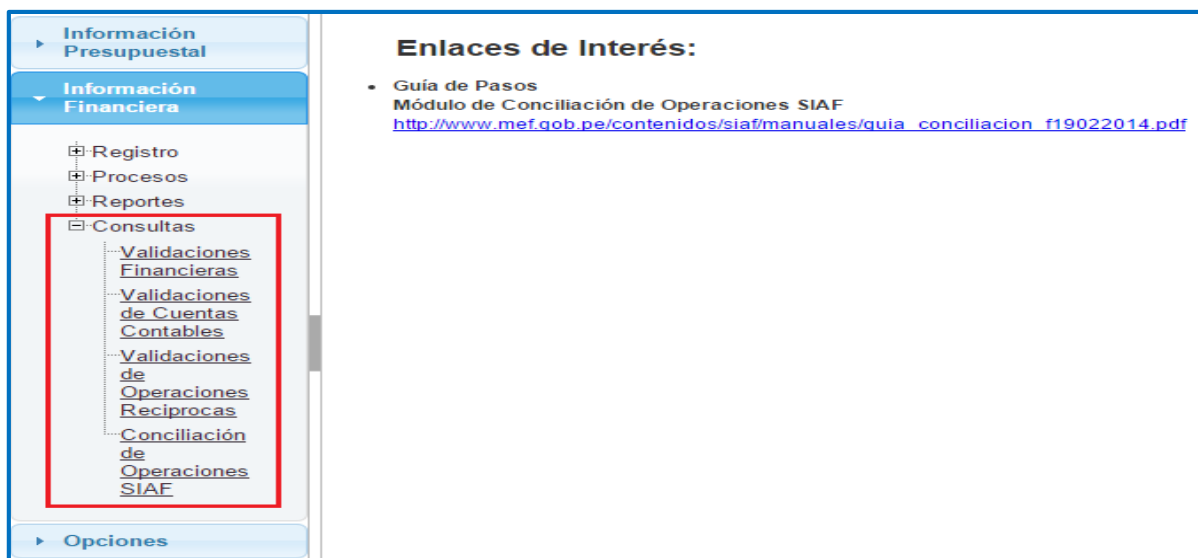 Información
Presupuestal
Información
Financiera
Registro
Procesos
Reportes
Consultas
Validaciones
Financieras
Validaciones
de Cuentas
Contables
Validaciones
de
Operaciones
Reciprocas
Conciliación
de
Operaciones
SIAF
Opciones
Enlaces de Interés:
• Guía de Pasos
Módulo de Conciliación de Operaciones SIAF
http://www.mef.gob.pe/contenidos/siaf/manuales/guia_conciliacion_f19022014.pdf